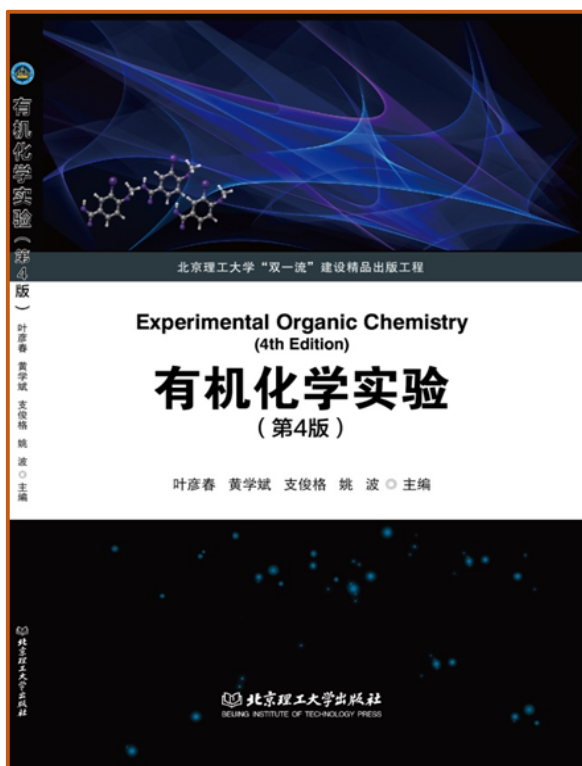 有机化学实验（第4版）
叶彦春 黄学斌 支俊格 姚 波 ◎ 主编
北京理工大学出版社
北京理工大学“双一流”建设精品出版工程
Experimental Organic Chemistry
(4th Edition)
有机化学实验
（第4版）
叶彦春 黄学斌 支俊格 姚 波 ◎ 主编
北京理工大学出版社
BEIJING INSTITUTE OF TECHNOLOGY PRESS